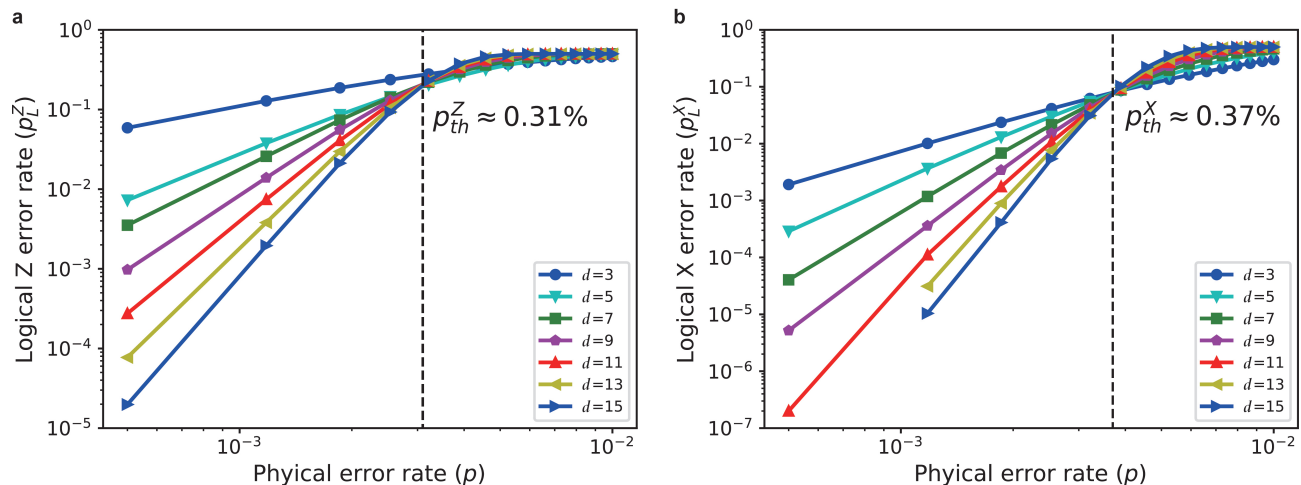 a
Logical Z error rate (p_L^Z)
10^0
10^-1
10^-2
10^-3
10^-4
10^-5
p_th^Z ≈ 0.31%
d=3
d=5
d=7
d=9
d=11
d=13
d=15
10^-3
10^-2
Phyical error rate (p)
b
Logical X error rate (p_L^X)
10^0
10^-1
10^-2
10^-3
10^-4
10^-5
10^-6
10^-7
p_th^X ≈ 0.37%
d=3
d=5
d=7
d=9
d=11
d=13
d=15
10^-3
10^-2
Phyical error rate (p)